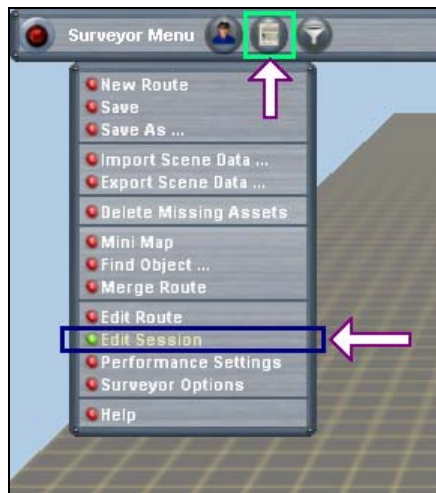 Surveyor Menu
New Route
Save
Save As ...
Import Scene Data ...
Export Scene Data ...
Delete Missing Assets
Mini Map
Find Object ...
Merge Route
Edit Route
Edit Session
Performance Settings
Surveyor Options
Help